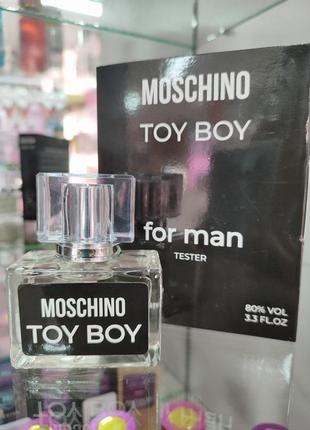 MOSCHINO
TOY BOY
for man
TESTER
80% VOL
3.3 FL.OZ
MOSCHINO
TOY BOY